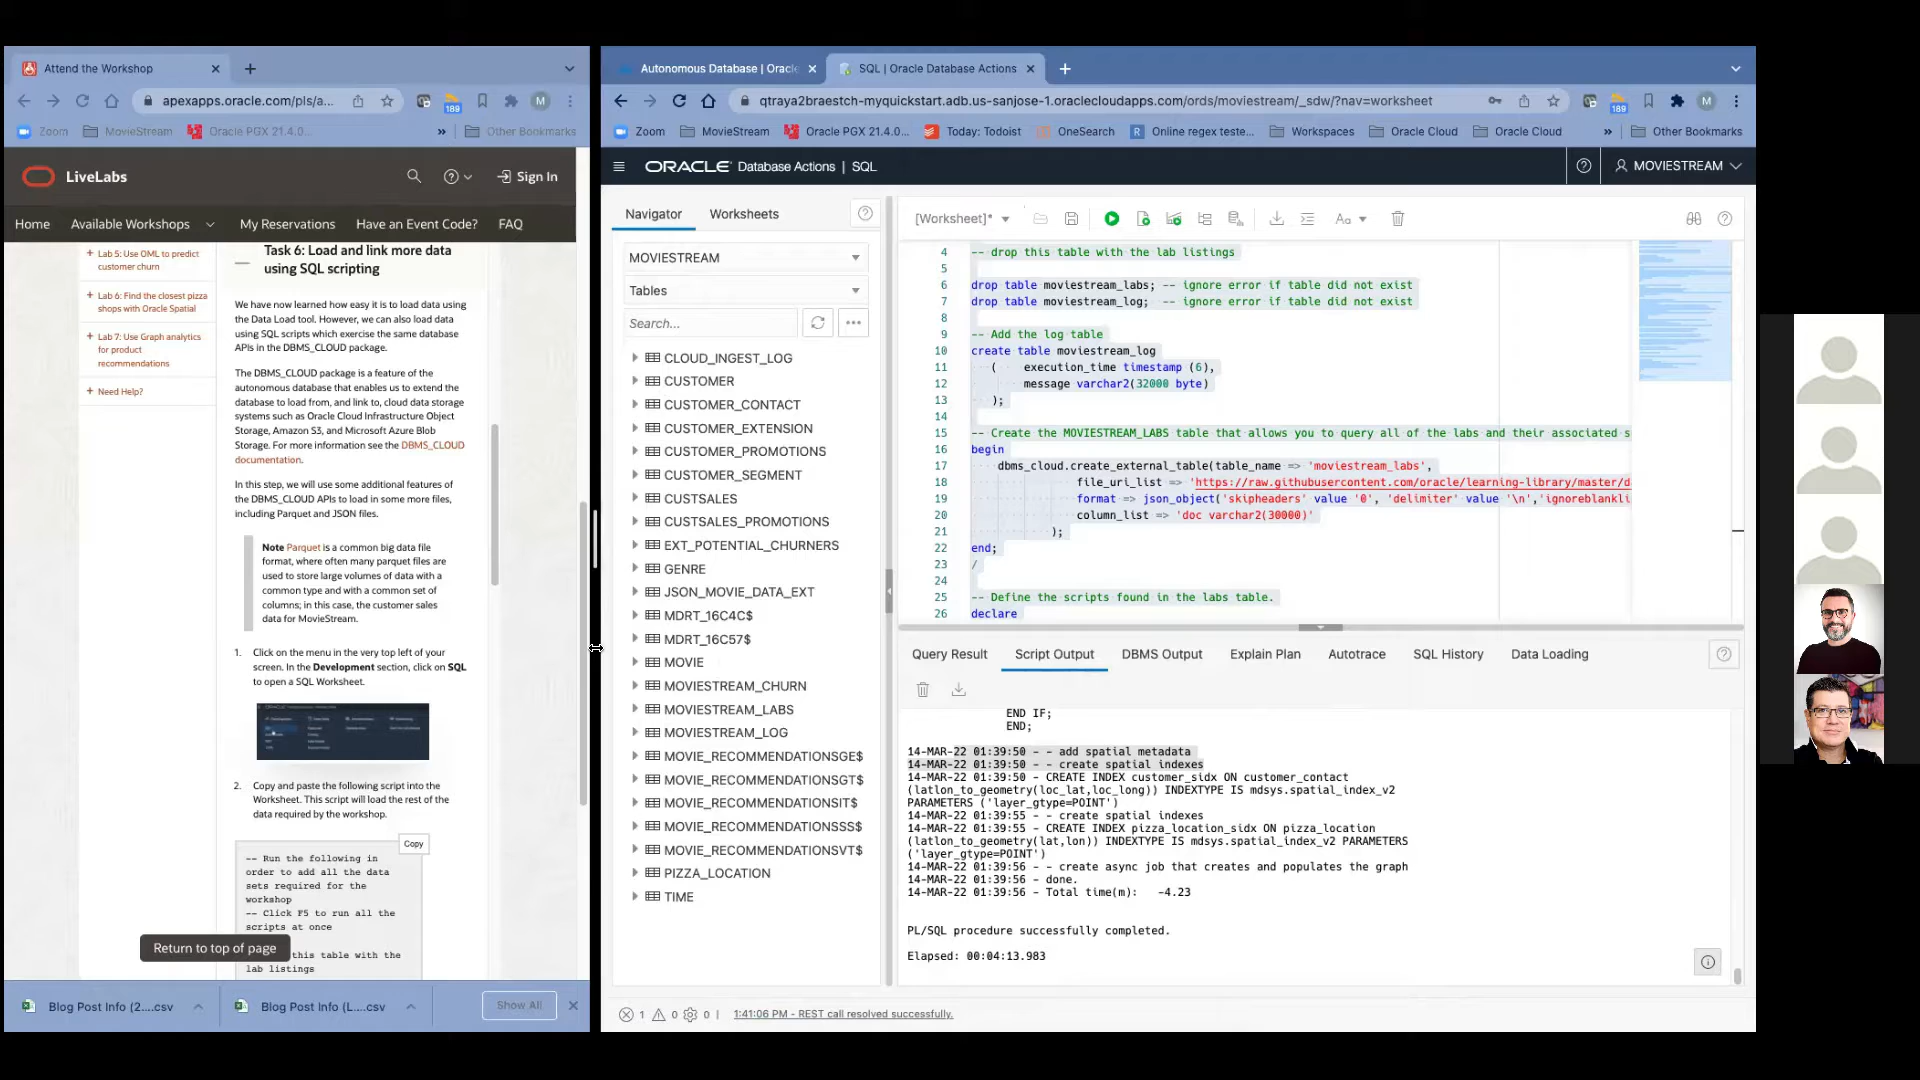 Attend the Workshop
apexapps.oracle.com/pls/a...
189
M
Zoom
MovieStream
Oracle PGX 21.4.0...
»
Other Bookmarks
LiveLabs
Sign In
Home
Available Workshops
My Reservations
Have an Event Code?
FAQ
+ Lab 5: Use OML to predict
customer churn
+ Lab 6: Find the closest pizza
shops with Oracle Spatial
+ Lab 7: Use Graph analytics
for product
recommendations
+ Need Help?
Task 6: Load and link more data
using SQL scripting
We have now learned how easy it is to load data using
the Data Load tool. However, we can also load data
using SQL scripts which exercise the same database
APIs in the DBMS_CLOUD package.
The DBMS_CLOUD package is a feature of the
autonomous database that enables us to extend the
database to load from, and link to, cloud data storage
systems such as Oracle Cloud Infrastructure Object
Storage, Amazon S3, and Microsoft Azure Blob
Storage. For more information see the DBMS_CLOUD
documentation.
In this step, we will use some additional features of
the DBMS_CLOUD APIs to load in some more files,
including Parquet and JSON files.
Note Parquet is a common big data file
format, where often many parquet files are
used to store large volumes of data with a
common type and with a common set of
columns; in this case, the customer sales
data for MovieStream.
1. Click on the menu in the very top left of your
screen. In the Development section, click on SQL
to open a SQL Worksheet.
2. Copy and paste the following script into the
Worksheet. This script will load the rest of the
data required by the workshop.
Copy
-- Run the following in
order to add all the data
sets required for the
workshop
-- Click F5 to run all the
scripts at once
this table with the
lab listings
Return to top of page
Blog Post Info (2....csv
Blog Post Info (L....csv
Show All
Autonomous Database | Oracle
SQL | Oracle Database Actions
qtraya2braestch-myquickstart.adb.us-sanjose-1.oraclecloudapps.com/ords/moviestream/_sdw/?nav=worksheet
189
M
Zoom
MovieStream
Oracle PGX 21.4.0...
Today: Todoist
OneSearch
R
Online regex teste...
Workspaces
Oracle Cloud
Oracle Cloud
»
Other Bookmarks
ORACLE Database Actions | SQL
MOVIESTREAM
Navigator
Worksheets
MOVIESTREAM
Tables
Search...
CLOUD_INGEST_LOG
CUSTOMER
CUSTOMER_CONTACT
CUSTOMER_EXTENSION
CUSTOMER_PROMOTIONS
CUSTOMER_SEGMENT
CUSTSALES
CUSTSALES_PROMOTIONS
EXT_POTENTIAL_CHURNERS
GENRE
JSON_MOVIE_DATA_EXT
MDRT_16C4C$
MDRT_16C57$
MOVIE
MOVIESTREAM_CHURN
MOVIESTREAM_LABS
MOVIESTREAM_LOG
MOVIE_RECOMMENDATIONSGE$
MOVIE_RECOMMENDATIONSGT$
MOVIE_RECOMMENDATIONSIT$
MOVIE_RECOMMENDATIONSSS$
MOVIE_RECOMMENDATIONSVT$
PIZZA_LOCATION
TIME
[Worksheet]*
Aa
4 -- drop this table with the lab listings
5
6 drop table moviestream_labs; -- ignore error if table did not exist
7 drop table moviestream_log; -- ignore error if table did not exist
8
9 -- Add the log table
10 create table moviestream_log
11 ( execution_time timestamp (6),
12 message varchar2(32000 byte)
13 );
14
15 -- Create the MOVIESTREAM_LABS table that allows you to query all of the labs and their associated s
16 begin
17 dbms_cloud.create_external_table(table_name => 'moviestream_labs',
18 file_uri_list => 'https://raw.githubusercontent.com/oracle/learning-library/master/d
19 format => json_object('skipheaders' value '0', 'delimiter' value '\n','ignoreblankli
20 column_list => 'doc varchar2(30000)'
21 );
22 end;
23 /
24
25 -- Define the scripts found in the labs table.
26 declare
Query Result
Script Output
DBMS Output
Explain Plan
Autotrace
SQL History
Data Loading
END IF;
END;
14-MAR-22 01:39:50 - - add spatial metadata
14-MAR-22 01:39:50 - - create spatial indexes
14-MAR-22 01:39:50 - CREATE INDEX customer_sidx ON customer_contact
(latlon_to_geometry(loc_lat,loc_long)) INDEXTYPE IS mdsys.spatial_index_v2
PARAMETERS ('layer_gtype=POINT')
14-MAR-22 01:39:55 - - create spatial indexes
14-MAR-22 01:39:55 - CREATE INDEX pizza_location_sidx ON pizza_location
(latlon_to_geometry(lat,lon)) INDEXTYPE IS mdsys.spatial_index_v2 PARAMETERS
('layer_gtype=POINT')
14-MAR-22 01:39:56 - - create async job that creates and populates the graph
14-MAR-22 01:39:56 - done.
14-MAR-22 01:39:56 - Total time(m): -4.23
PL/SQL procedure successfully completed.
Elapsed: 00:04:13.983
1 0 0 | 1:41:06 PM - REST call resolved successfully.